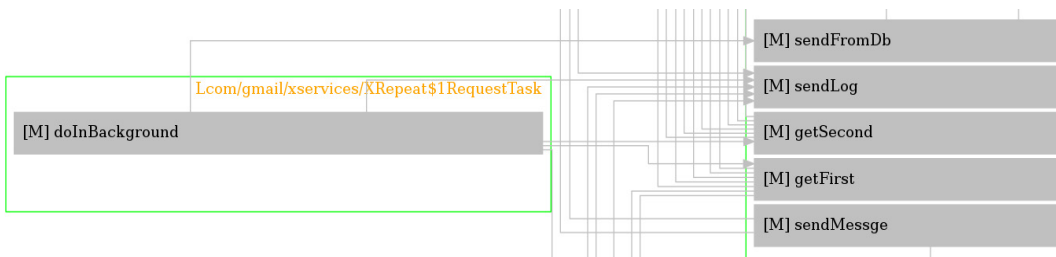 Lcom/gmail/xservices/XRepeat$1RequestTask
[M] doInBackground
[M] sendFromDb
[M] sendLog
[M] getSecond
[M] getFirst
[M] sendMessge